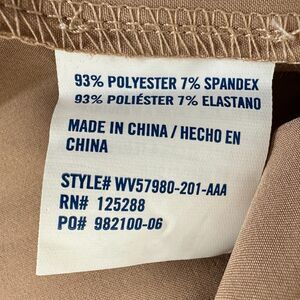 93% POLYESTER 7% SPANDEX
93% POLIÉSTER 7% ELASTANO
MADE IN CHINA / HECHO EN
CHINA
STYLE# WV57980-201-AAA
RN# 125288
PO# 982100-06